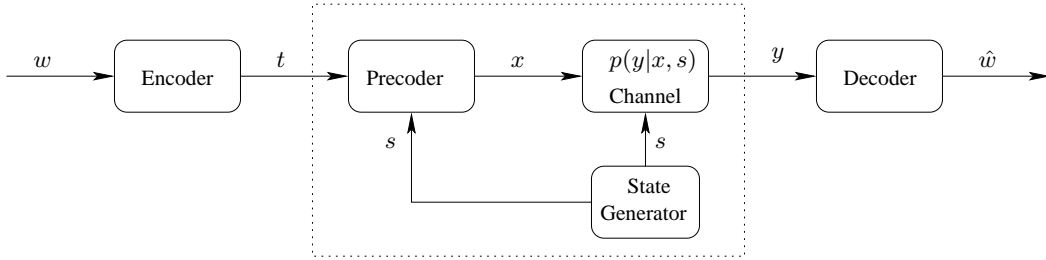 w
Encoder
t
Precoder
x
p(y|x, s)
Channel
y
Decoder
ŵ
s
s
State
Generator